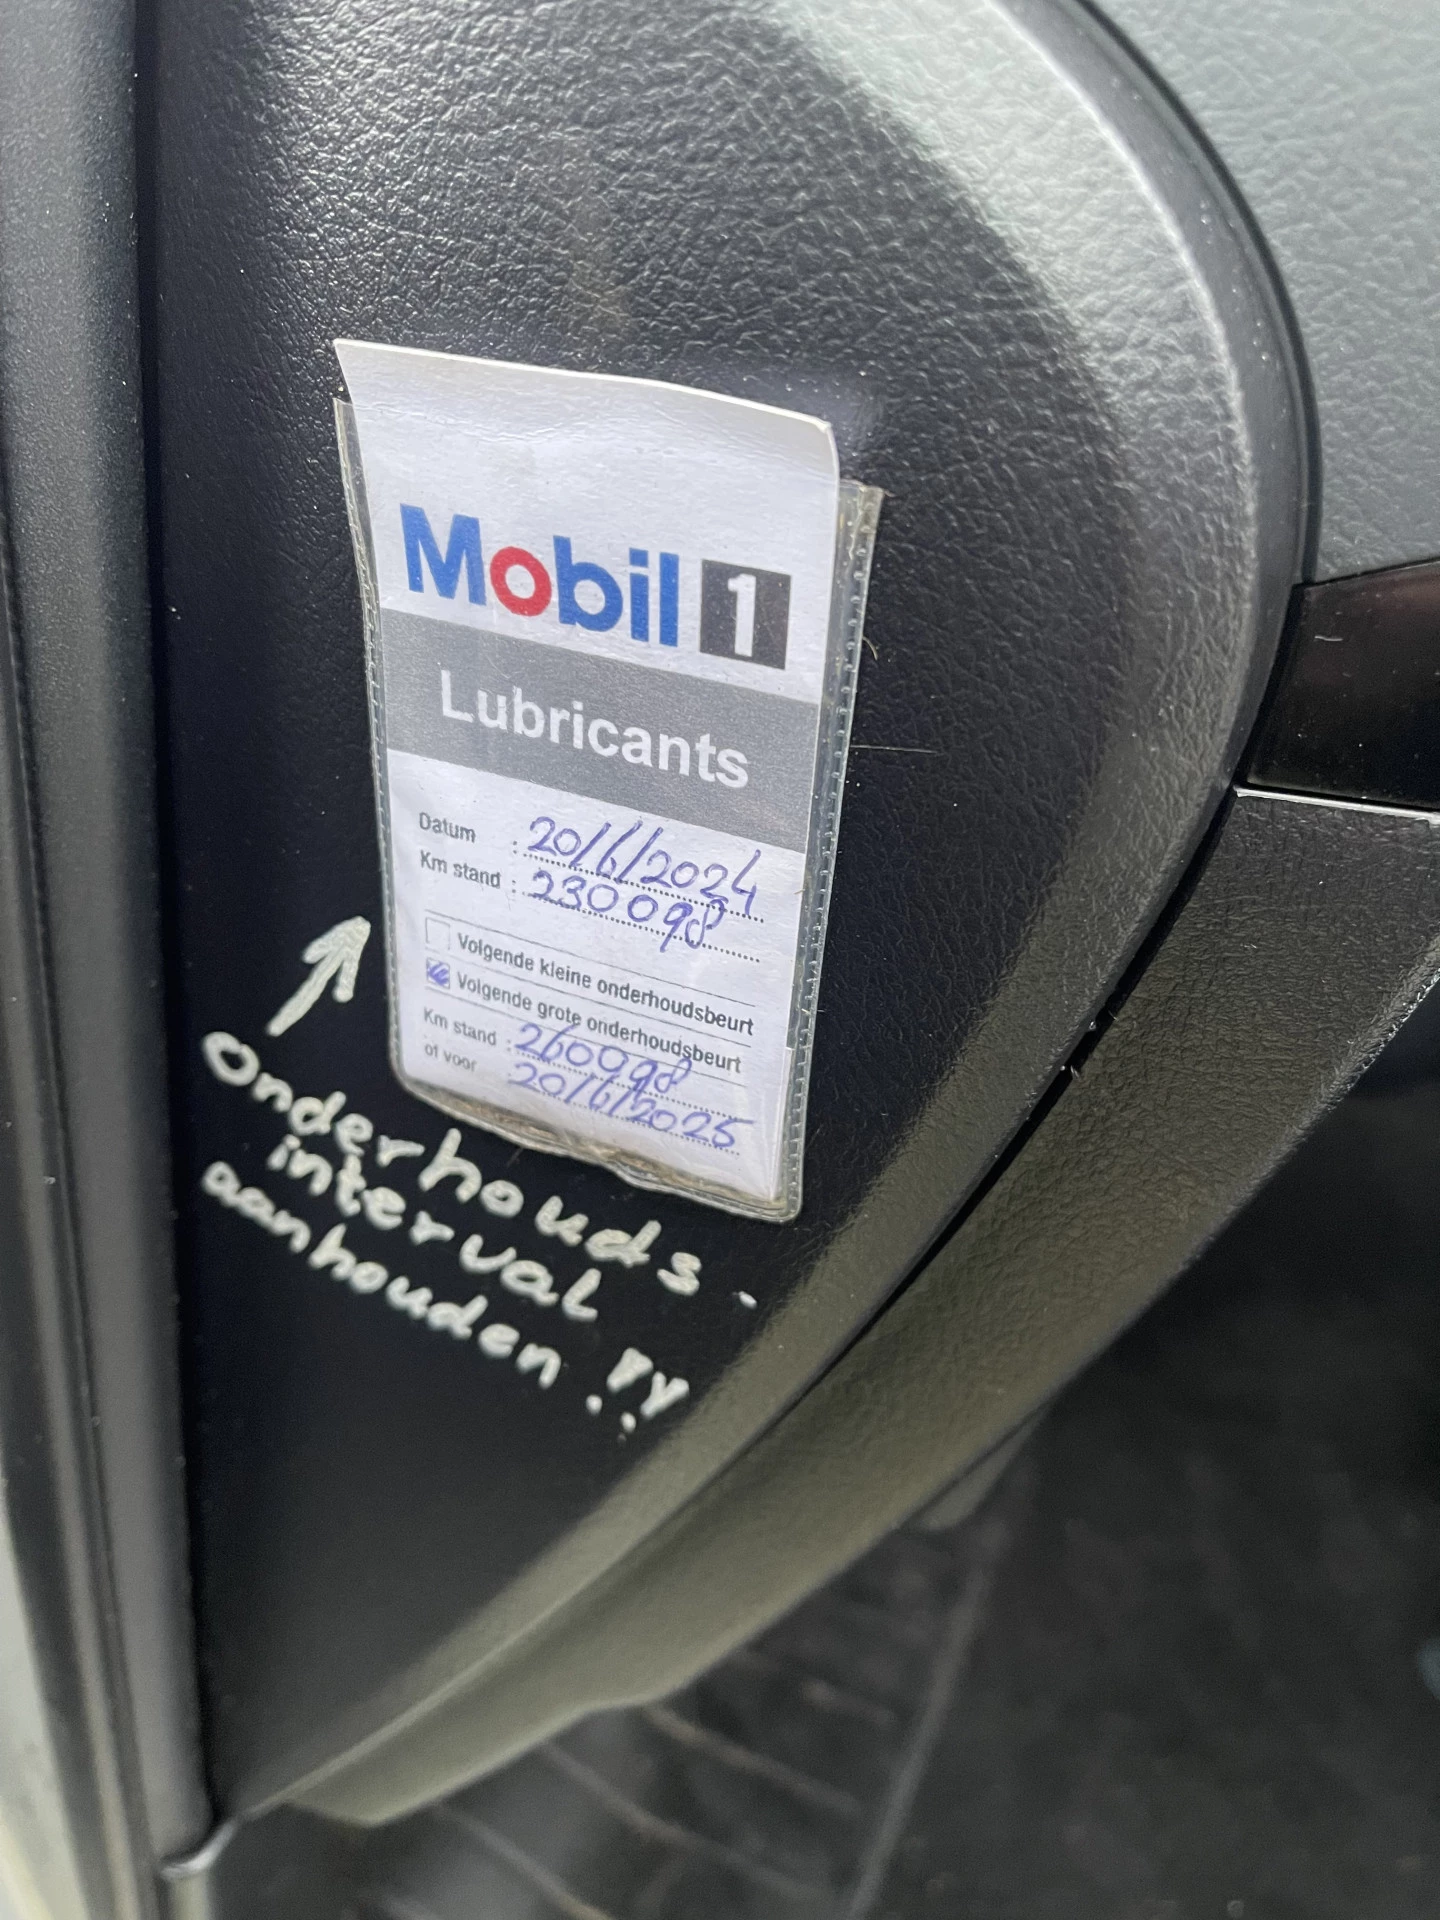 Mobil 1
Lubricants
Datum : 20/6/2024
Km stand : 230098
Volgende kleine onderhoudsbeurt
Volgende grote onderhoudsbeurt
Km stand : 260098
of voor 20/6/2025
Onderhouds-
interval
aanhouden !!